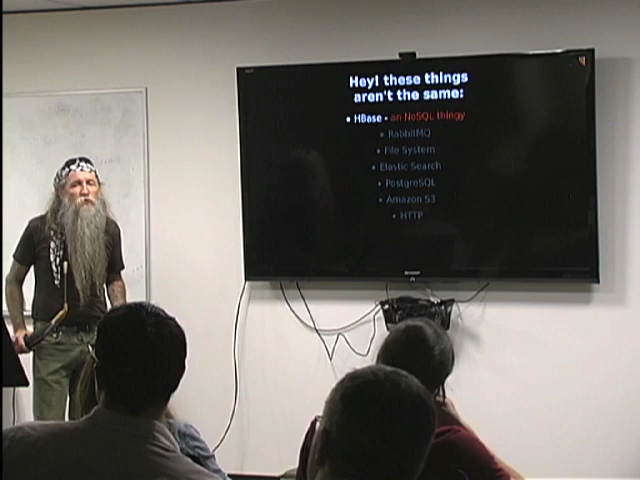 Hey! these things
aren't the same:
• HBase - an NoSQL thingy
• RabbitMQ
• File System
• Elastic Search
• PostgreSQL
• Amazon S3
• HTTP
SHARP